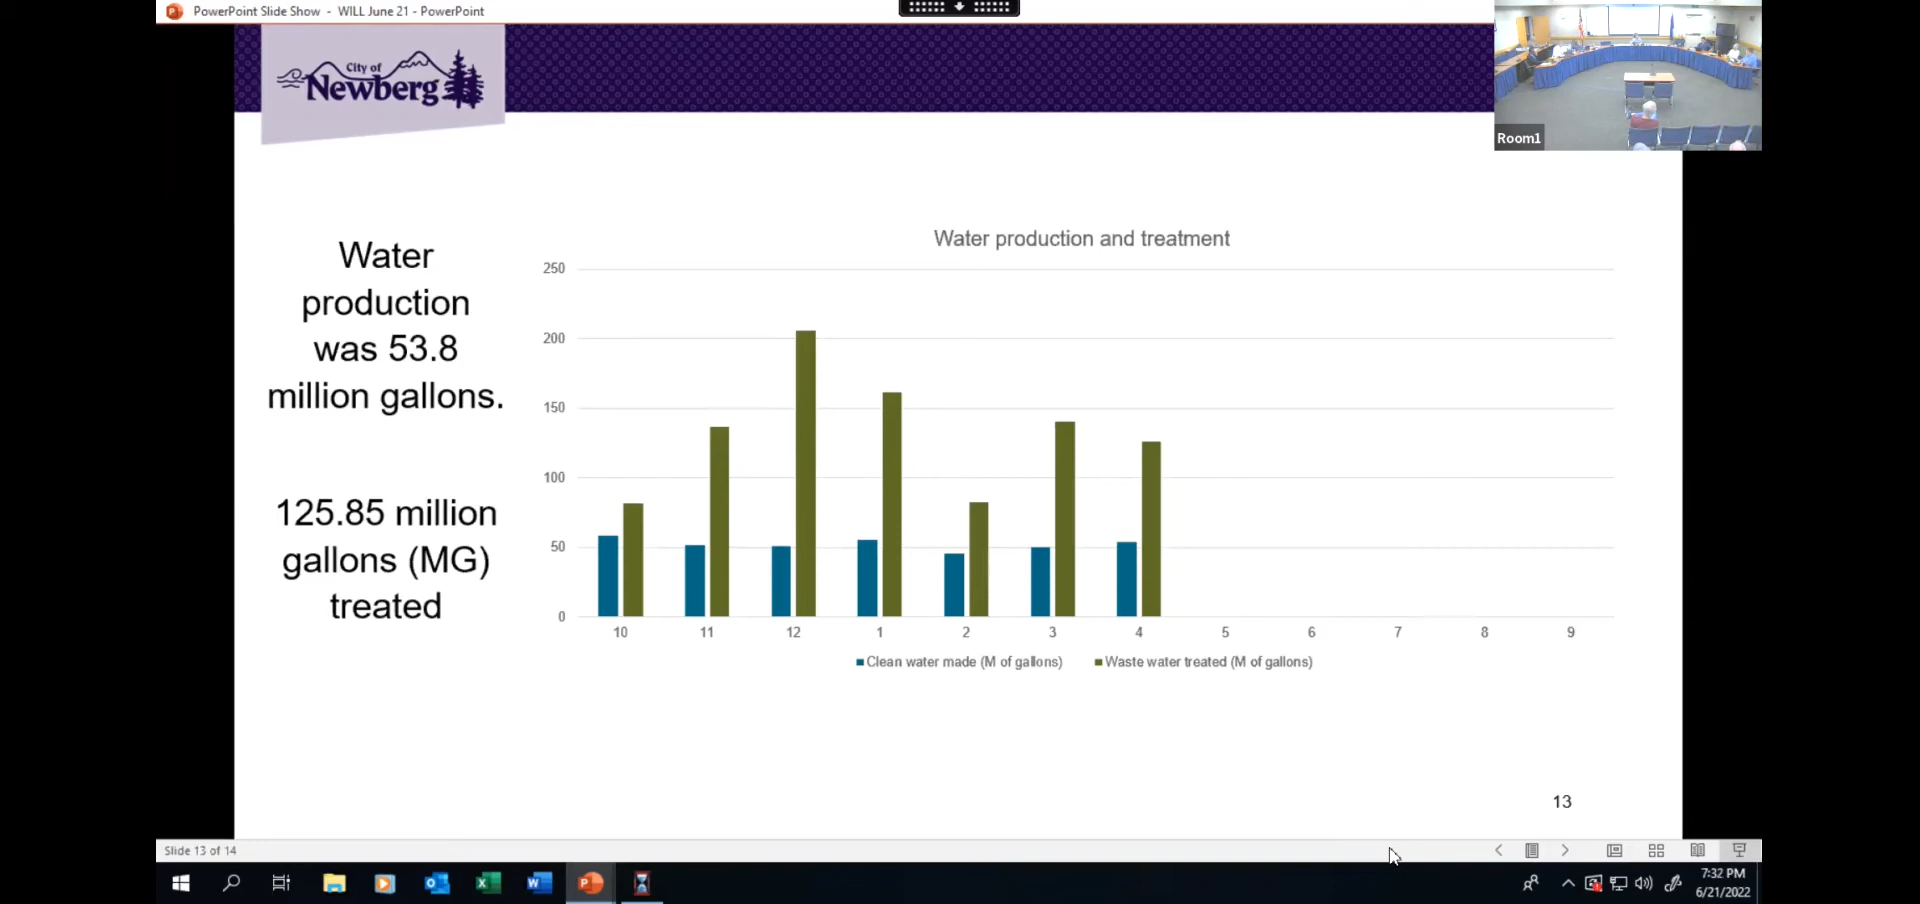 PowerPoint Slide Show - WILL June 21 - PowerPoint
City of
Newberg
Room1
Water
production
was 53.8
million gallons.
125.85 million
gallons (MG)
treated
Water production and treatment
250
200
150
100
50
0
10 11 12 1 2 3 4 5 6 7 8 9
Clean water made (M of gallons) Waste water treated (M of gallons)
13
Slide 13 of 14
7:32 PM
6/21/2022